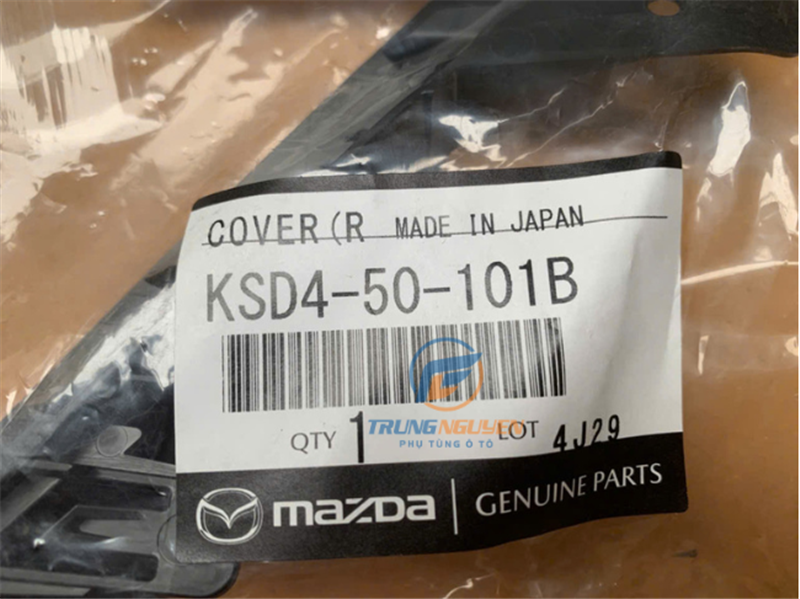 COVER(R MADE IN JAPAN
KSD4-50-101B
QTY 1 LOT 4J29
TRUNG NGUYEN
PHỤ TÙNG Ô TÔ
mazda GENUINE PARTS